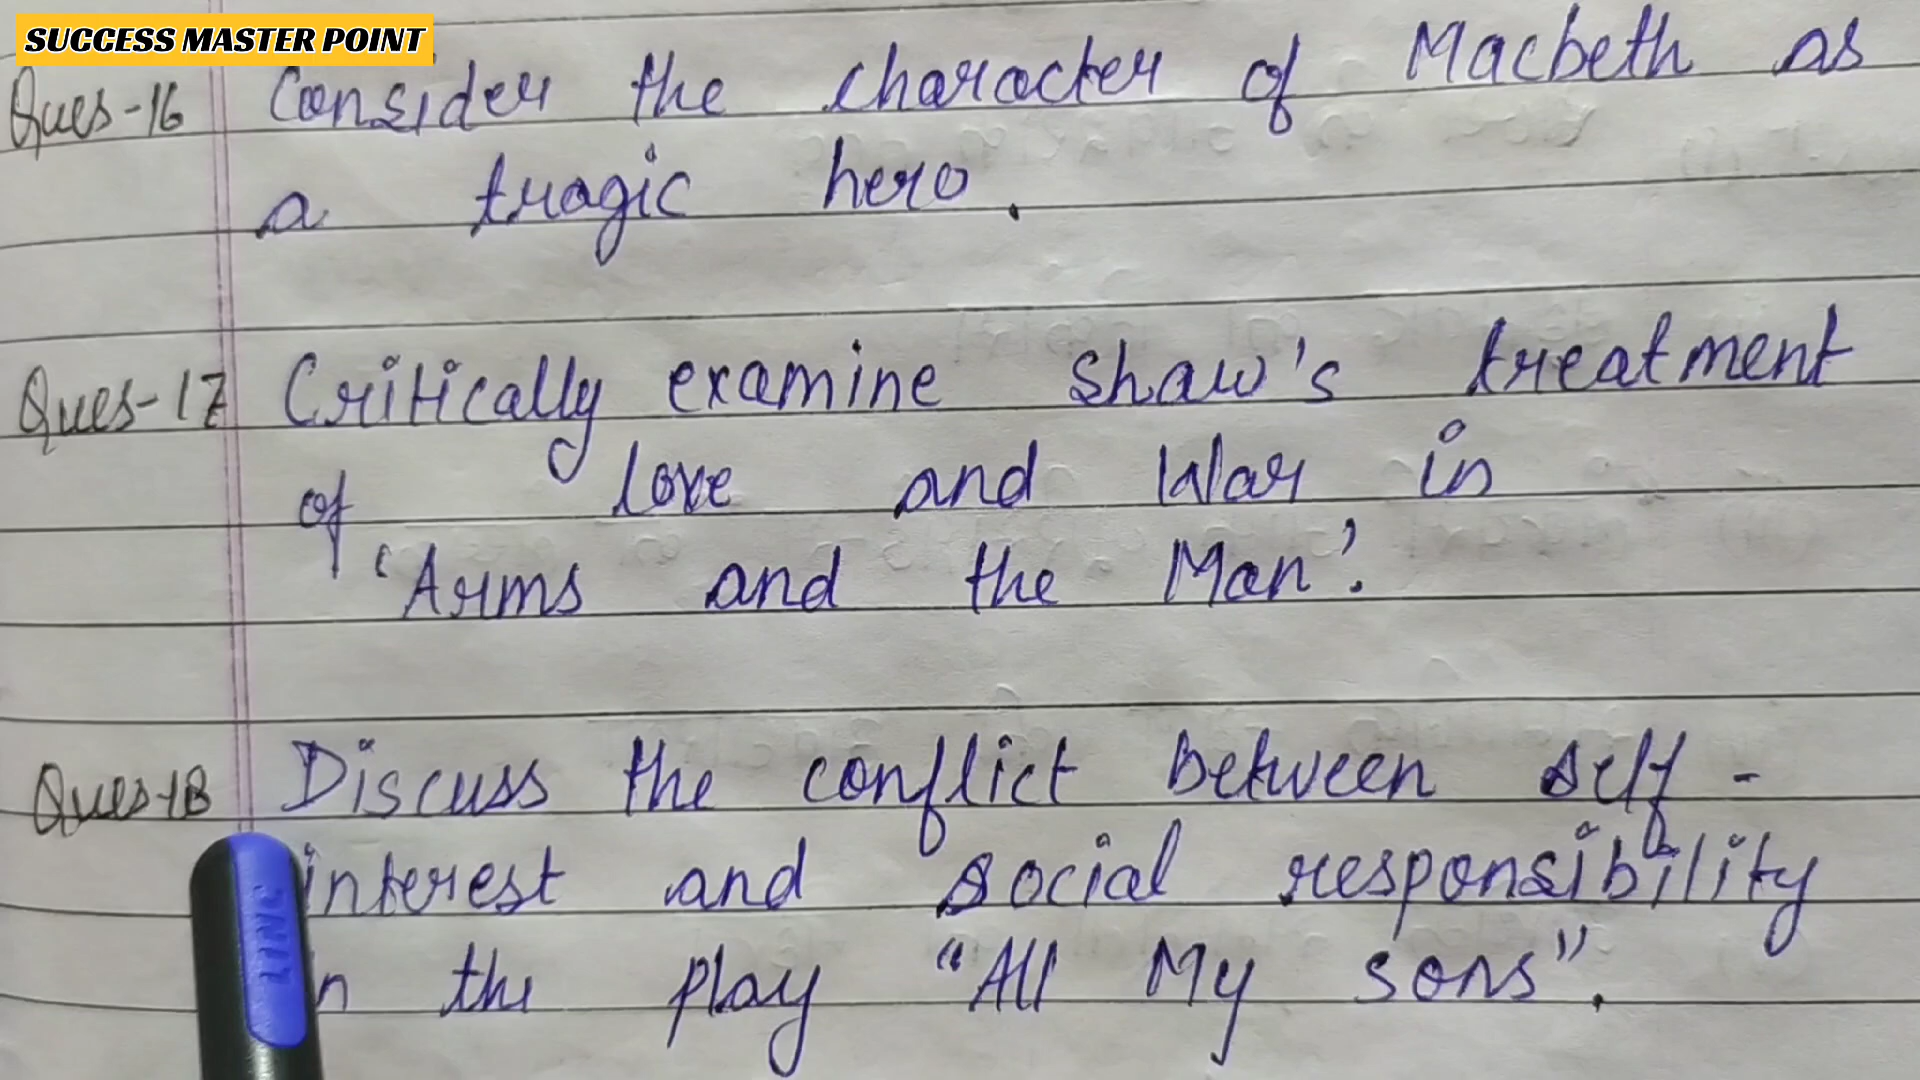 SUCCESS MASTER POINT
Ques-16 Consider the character of Macbeth as
a tragic hero.
Ques-17 Critically examine Shaw's treatment
of love and War in
'Arms and the Man'.
Ques-18 Discuss the conflict between self-
interest and social responsibility
in the play "All My sons".
LINC